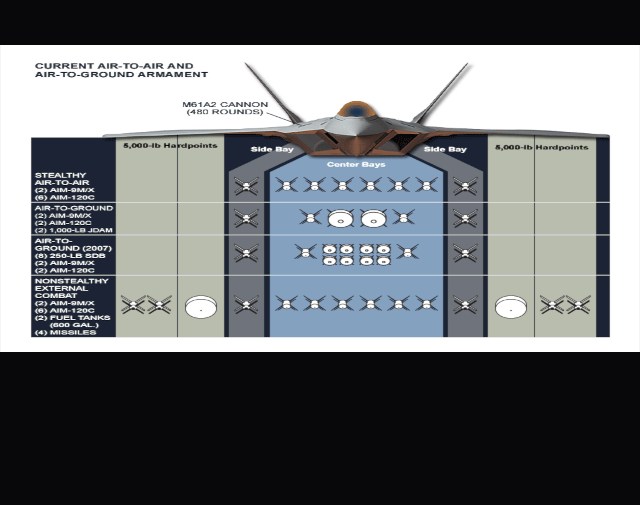 CURRENT AIR-TO-AIR AND
AIR-TO-GROUND ARMAMENT
M61A2 CANNON
(480 ROUNDS)
5,000-lb Hardpoints
Side Bay
Center Bays
Side Bay
5,000-lb Hardpoints
STEALTHY
AIR-TO-AIR
(2) AIM-9M/X
(6) AIM-120C
AIR-TO-GROUND
(2) AIM-9M/X
(2) AIM-120C
(2) 1,000-LB JDAM
AIR-TO-
GROUND (2007)
(8) 250-LB SDB
(2) AIM-9M/X
(2) AIM-120C
NONSTEALTHY
EXTERNAL
COMBAT
(2) AIM-9M/X
(6) AIM-120C
(2) FUEL TANKS
(600 GAL.)
(4) MISSILES